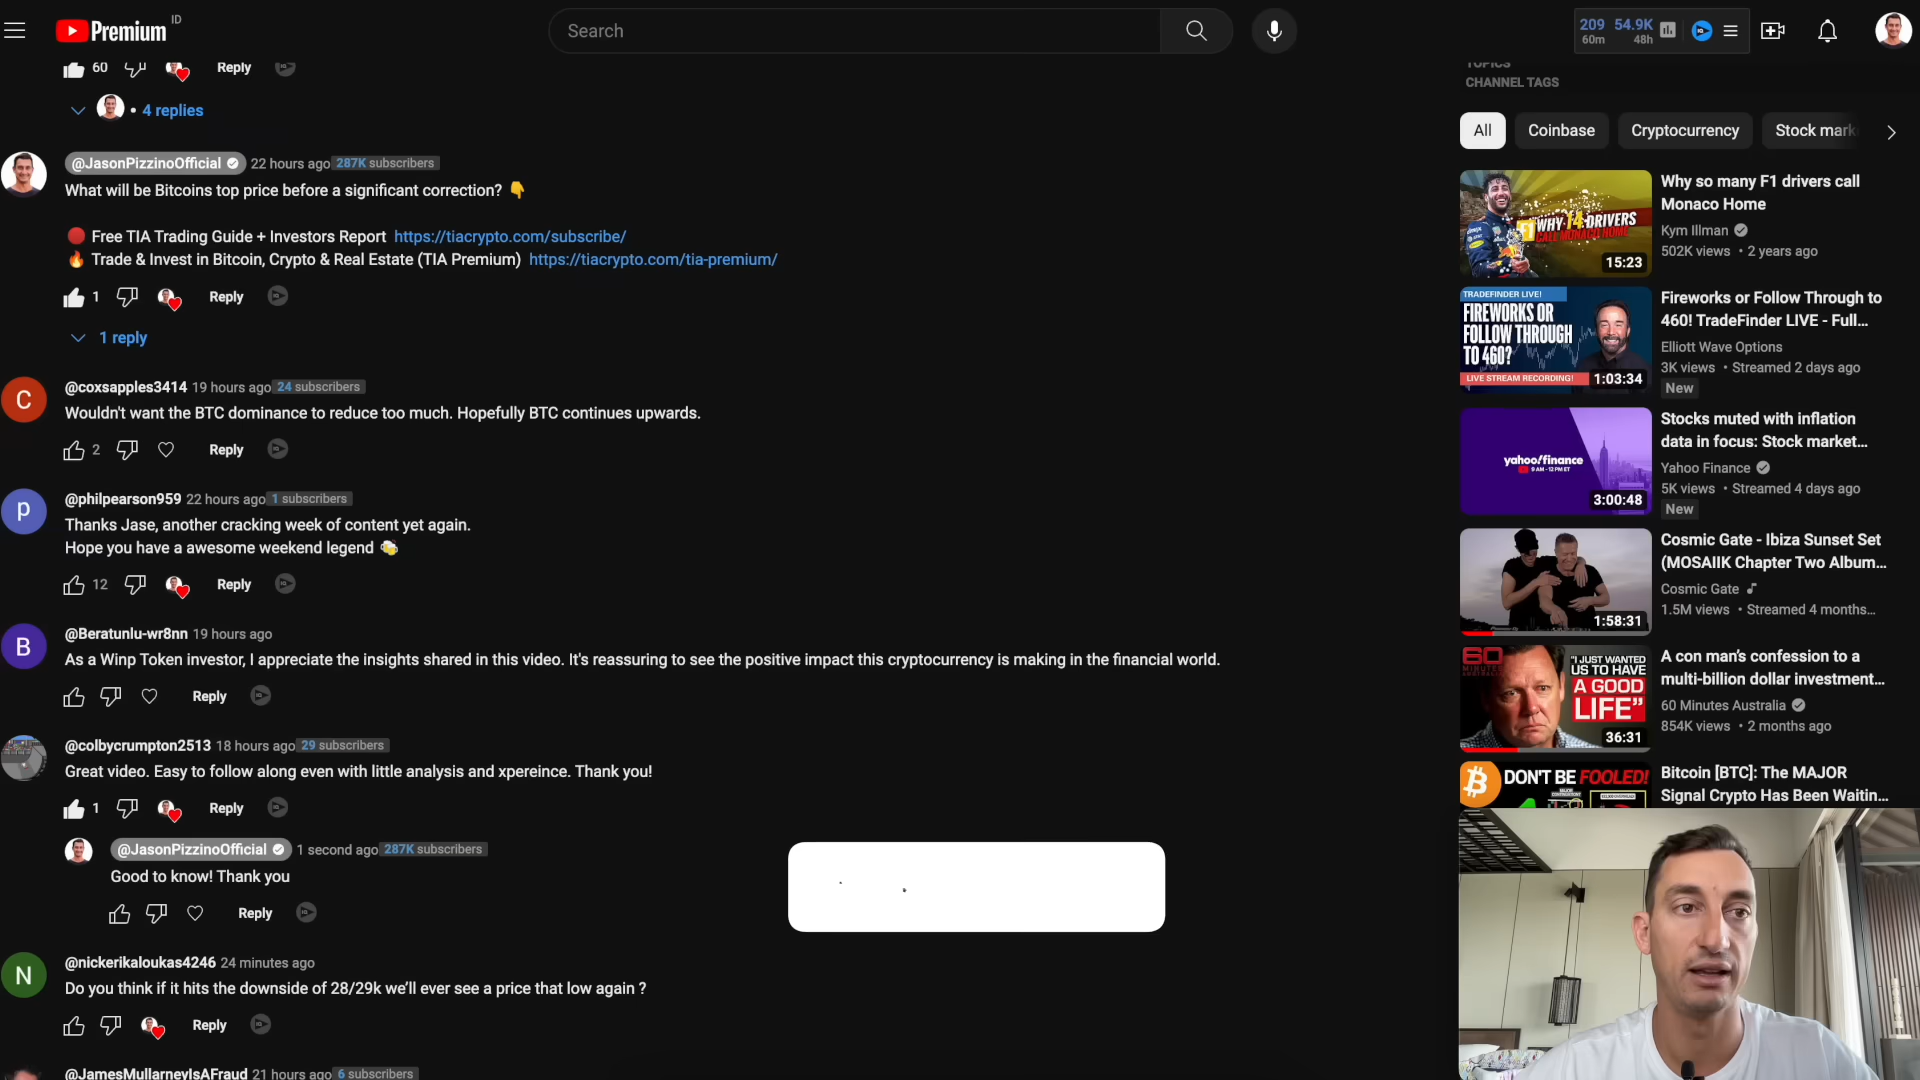 Premium ID
Search
209 54.9K
60m 48h
60 Reply
• 4 replies
@JasonPizzinoOfficial 22 hours ago 287K subscribers
What will be Bitcoins top price before a significant correction? 👇
🔴 Free TIA Trading Guide + Investors Report https://tiacrypto.com/subscribe/
🔥 Trade & Invest in Bitcoin, Crypto & Real Estate (TIA Premium) https://tiacrypto.com/tia-premium/
1 Reply
1 reply
C
@coxsapples3414 19 hours ago 24 subscribers
Wouldn't want the BTC dominance to reduce too much. Hopefully BTC continues upwards.
2 Reply
p
@philpearson959 22 hours ago 1 subscribers
Thanks Jase, another cracking week of content yet again.
Hope you have a awesome weekend legend 🍻
12 Reply
B
@Beratunlu-wr8nn 19 hours ago
As a Winp Token investor, I appreciate the insights shared in this video. It's reassuring to see the positive impact this cryptocurrency is making in the financial world.
Reply
@colbycrumpton2513 18 hours ago 29 subscribers
Great video. Easy to follow along even with little analysis and xpereince. Thank you!
1 Reply
@JasonPizzinoOfficial 1 second ago 287K subscribers
Good to know! Thank you
Reply
N
@nickerikaloukas4246 24 minutes ago
Do you think if it hits the downside of 28/29k we'll ever see a price that low again ?
Reply
@JamesMullarneyIsAFraud 21 hours ago 6 subscribers
TOPICS
CHANNEL TAGS
All Coinbase Cryptocurrency Stock mark
WHY 14 DRIVERS
CALL MONACO HOME
15:23
Why so many F1 drivers call
Monaco Home
Kym Illman
502K views • 2 years ago
TRADEFINDER LIVE!
FIREWORKS OR
FOLLOW THROUGH
TO 460?
LIVE STREAM RECORDING!
1:03:34
Fireworks or Follow Through to
460! TradeFinder LIVE - Full...
Elliott Wave Options
3K views • Streamed 2 days ago
New
yahoo!finance
9 AM - 12 PM ET
3:00:48
Stocks muted with inflation
data in focus: Stock market...
Yahoo Finance
5K views • Streamed 4 days ago
New
1:58:31
Cosmic Gate - Ibiza Sunset Set
(MOSAIIK Chapter Two Album...
Cosmic Gate
1.5M views • Streamed 4 months...
60
MINUTES
"I JUST WANTED
US TO HAVE
A GOOD
LIFE"
36:31
A con man's confession to a
multi-billion dollar investment...
60 Minutes Australia
854K views • 2 months ago
DON'T BE FOOLED!
Bitcoin [BTC]: The MAJOR
Signal Crypto Has Been Waitin...